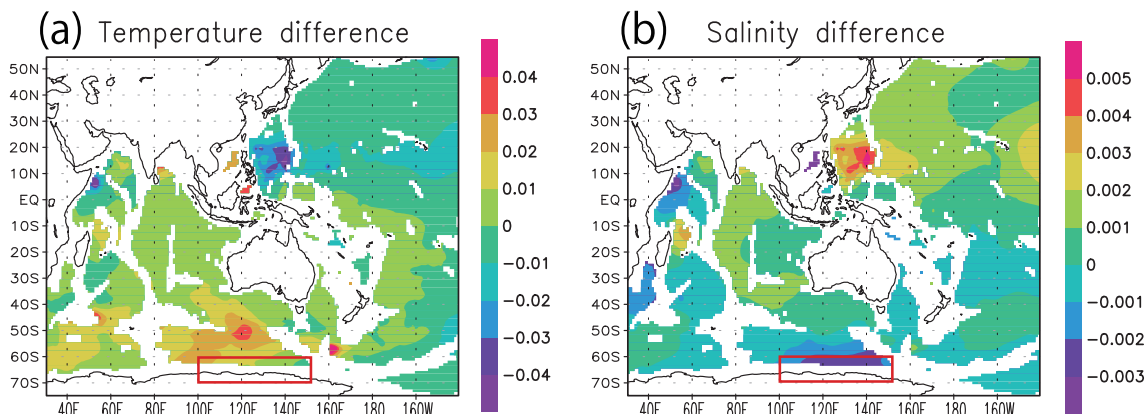 (a) Temperature difference
50N
40N
30N
20N
10N
EQ
10S
20S
30S
40S
50S
60S
70S
40E 60E 80E 100E 120E 140E 160E 180 160W
0.04
0.03
0.02
0.01
0
−0.01
−0.02
−0.03
−0.04
(b) Salinity difference
50N
40N
30N
20N
10N
EQ
10S
20S
30S
40S
50S
60S
70S
40E 60E 80E 100E 120E 140E 160E 180 160W
0.005
0.004
0.003
0.002
0.001
0
−0.001
−0.002
−0.003